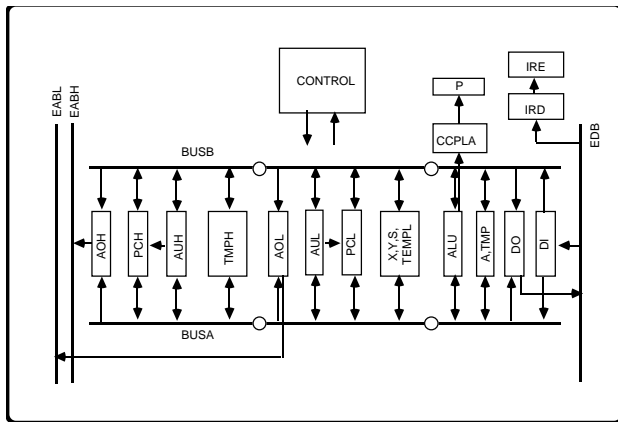 CONTROL
IRE
P
IRD
CCPLA
EABL
EABH
EDB
BUSB
AOH
PCH
AUH
TMPH
AOL
AUL
PCL
X,Y,S,
TEMPL
ALU
A,TMP
DO
DI
BUSA